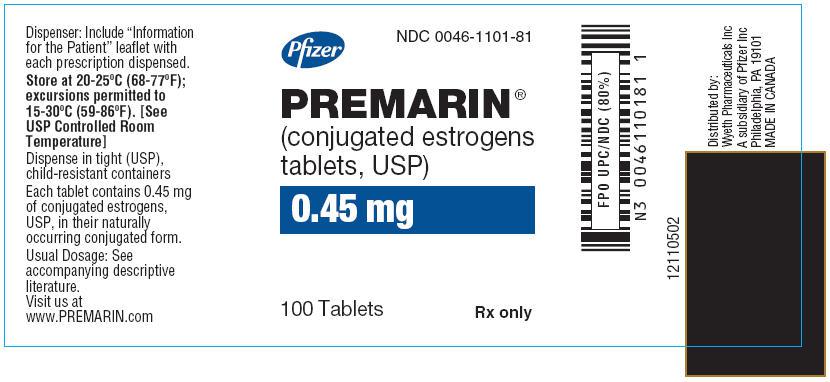 Dispenser: Include “Information
for the Patient” leaflet with
each prescription dispensed.
Store at 20-25°C (68-77°F);
excursions permitted to
15-30°C (59-86°F). [See
USP Controlled Room
Temperature]
Dispense in tight (USP),
child-resistant containers
Each tablet contains 0.45 mg
of conjugated estrogens,
USP, in their naturally
occurring conjugated form.
Usual Dosage: See
accompanying descriptive
literature.
Visit us at
www.PREMARIN.com
Pfizer
NDC 0046-1101-81
PREMARIN®
(conjugated estrogens
tablets, USP)
0.45 mg
100 Tablets
Rx only
FPO UPC/NDC (80%)
N3 0046110181 1
12110502
Distributed by:
Wyeth Pharmaceuticals Inc
A subsidiary of Pfizer Inc
Philadelphia, PA 19101
MADE IN CANADA